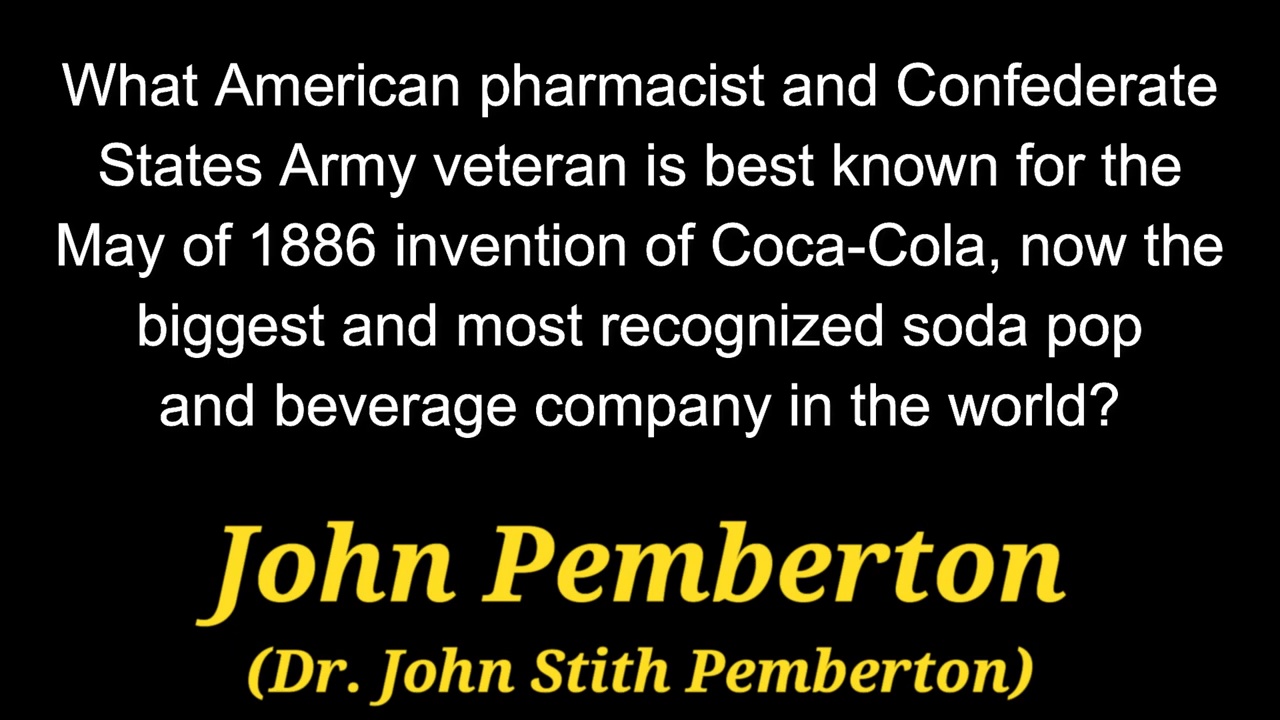 What American pharmacist and Confederate
States Army veteran is best known for the
May of 1886 invention of Coca-Cola, now the
biggest and most recognized soda pop
and beverage company in the world?
John Pemberton
(Dr. John Stith Pemberton)